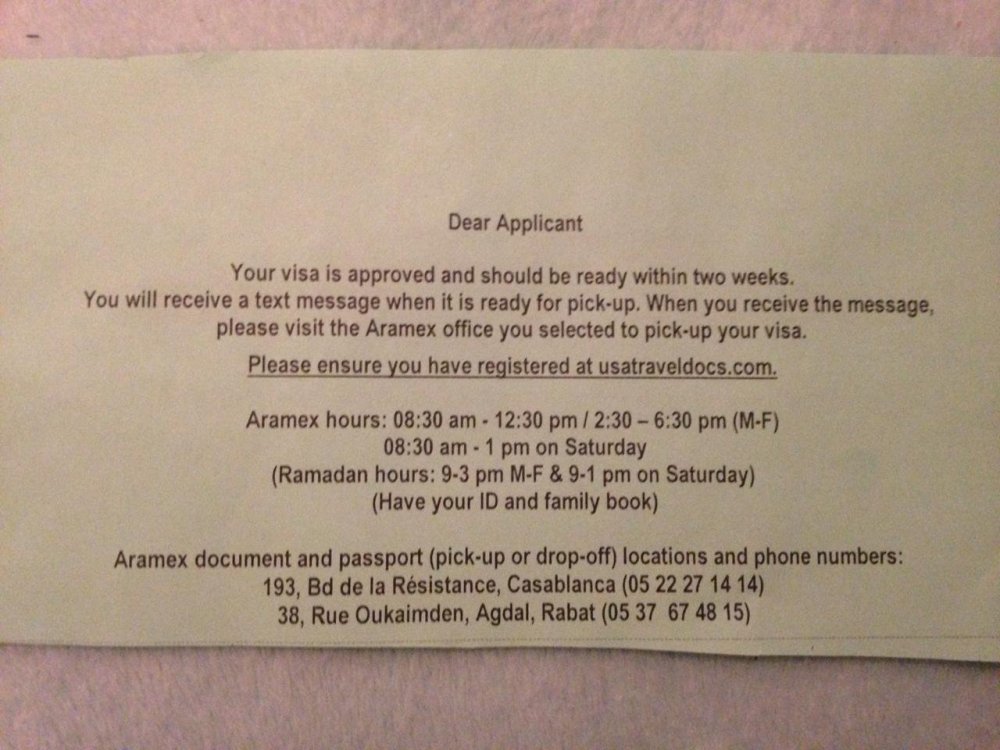 Dear Applicant
Your visa is approved and should be ready within two weeks.
You will receive a text message when it is ready for pick-up. When you receive the message,
please visit the Aramex office you selected to pick-up your visa.
Please ensure you have registered at usatraveldocs.com.
Aramex hours: 08:30 am - 12:30 pm / 2:30 – 6:30 pm (M-F)
08:30 am - 1 pm on Saturday
(Ramadan hours: 9-3 pm M-F & 9-1 pm on Saturday)
(Have your ID and family book)
Aramex document and passport (pick-up or drop-off) locations and phone numbers:
193, Bd de la Résistance, Casablanca (05 22 27 14 14)
38, Rue Oukaimden, Agdal, Rabat (05 37 67 48 15)